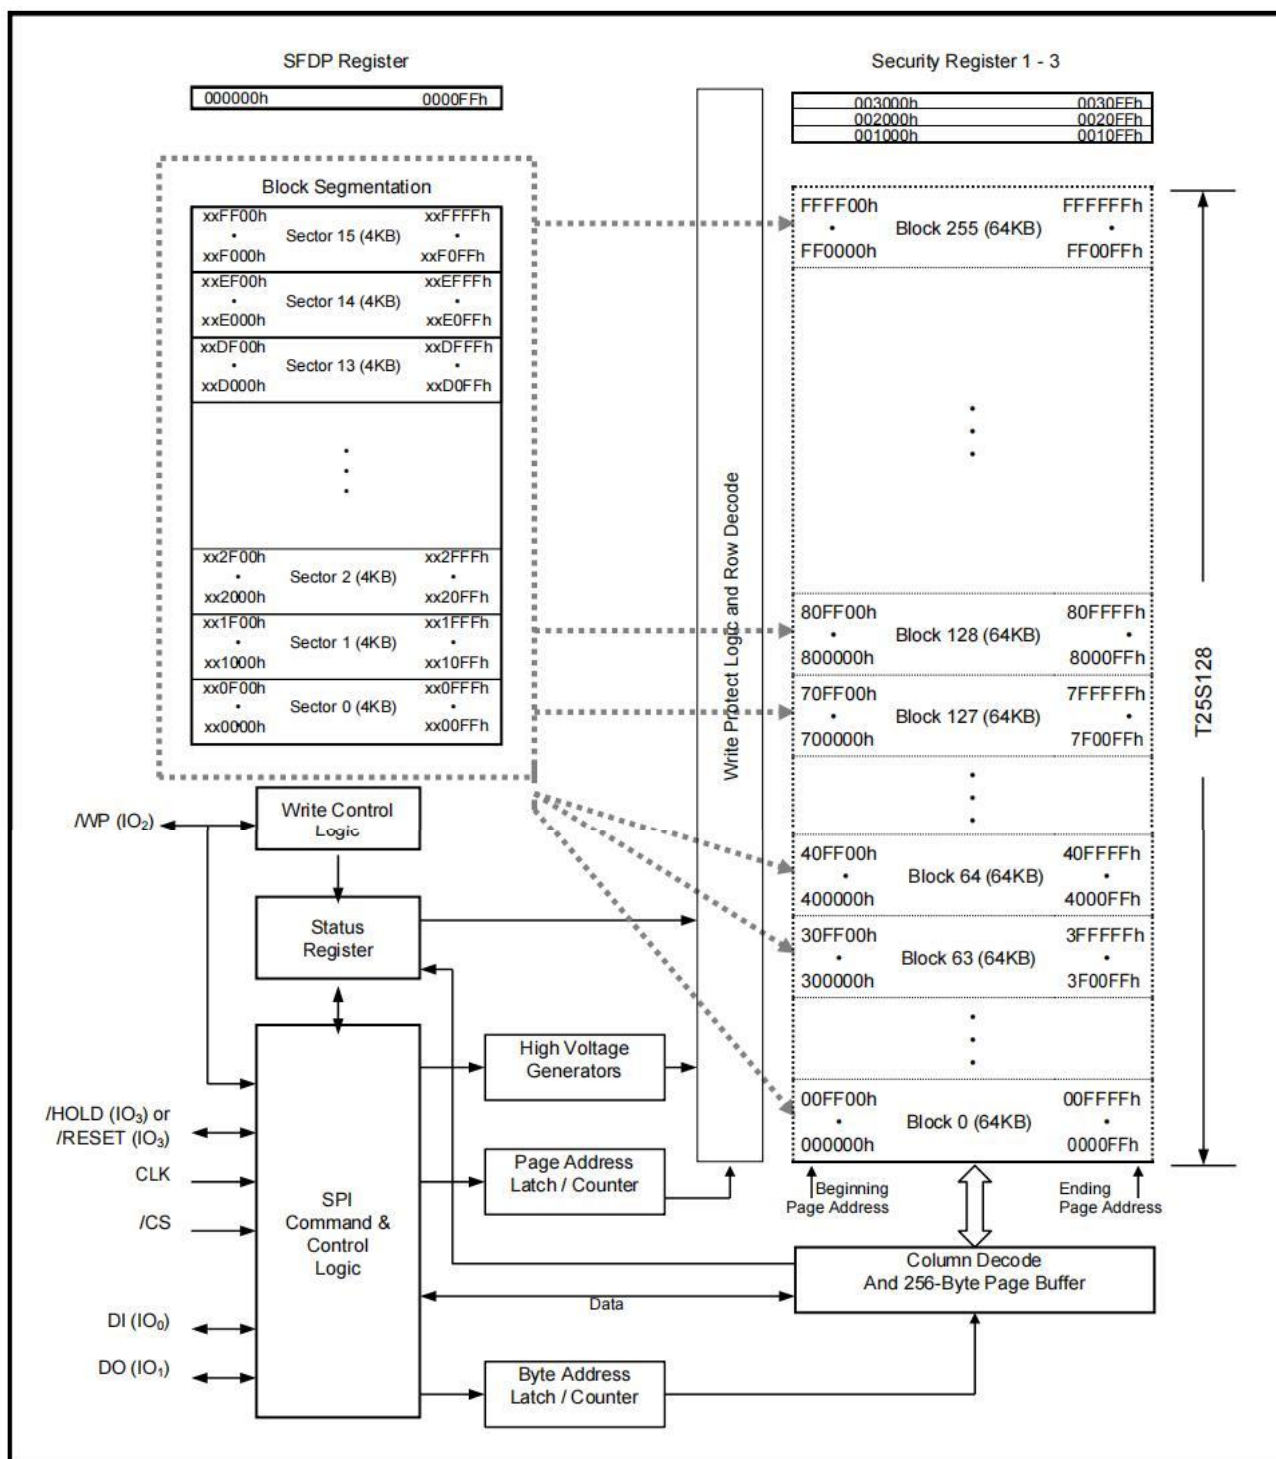 SFDP Register
000000h 0000FFh
Security Register 1 - 3
003000h 0030FFh
002000h 0020FFh
001000h 0010FFh
Block Segmentation
xxFF00h xxFFFFh
Sector 15 (4KB)
xxF000h xxF0FFh
xxEF00h xxEFFFh
Sector 14 (4KB)
xxE000h xxE0FFh
xxDF00h xxDFFFh
Sector 13 (4KB)
xxD000h xxD0FFh
xx2F00h xx2FFFh
Sector 2 (4KB)
xx2000h xx20FFh
xx1F00h xx1FFFh
Sector 1 (4KB)
xx1000h xx10FFh
xx0F00h xx0FFFh
Sector 0 (4KB)
xx0000h xx00FFh
Write Protect Logic and Row Decode
FFFF00h FFFFFFh
Block 255 (64KB)
FF0000h FF00FFh
80FF00h 80FFFFh
Block 128 (64KB)
800000h 8000FFh
70FF00h 7FFFFFh
Block 127 (64KB)
700000h 7F00FFh
40FF00h 40FFFFh
Block 64 (64KB)
400000h 4000FFh
30FF00h 3FFFFFh
Block 63 (64KB)
300000h 3F00FFh
00FF00h 00FFFFh
Block 0 (64KB)
000000h 0000FFh
T25S128
Beginning
Page Address
Ending
Page Address
/WP (IO2)
Write Control
Logic
Status
Register
High Voltage
Generators
/HOLD (IO3) or
/RESET (IO3)
CLK
/CS
Page Address
Latch / Counter
SPI
Command &
Control
Logic
Column Decode
And 256-Byte Page Buffer
Data
DI (IO0)
DO (IO1)
Byte Address
Latch / Counter